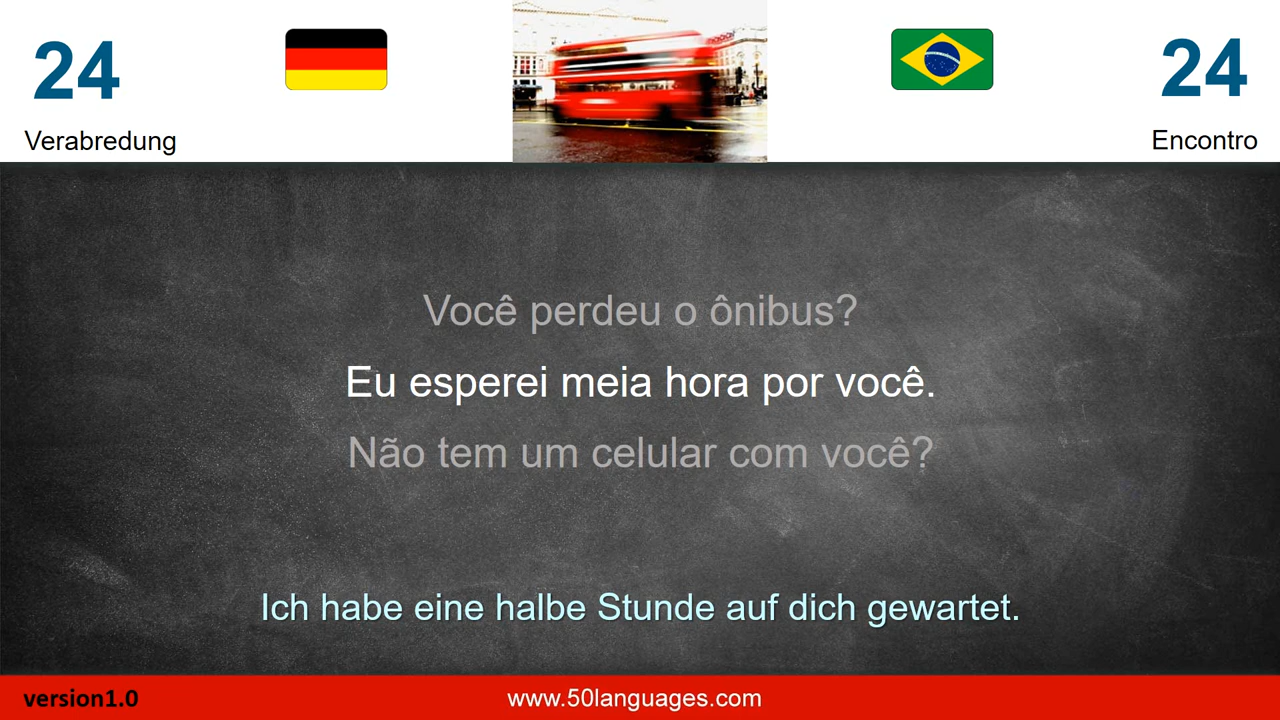 24
24
Verabredung
Encontro
Você perdeu o ônibus?
Eu esperei meia hora por você.
Não tem um celular com você?
Ich habe eine halbe Stunde auf dich gewartet.
version1.0
www.50languages.com